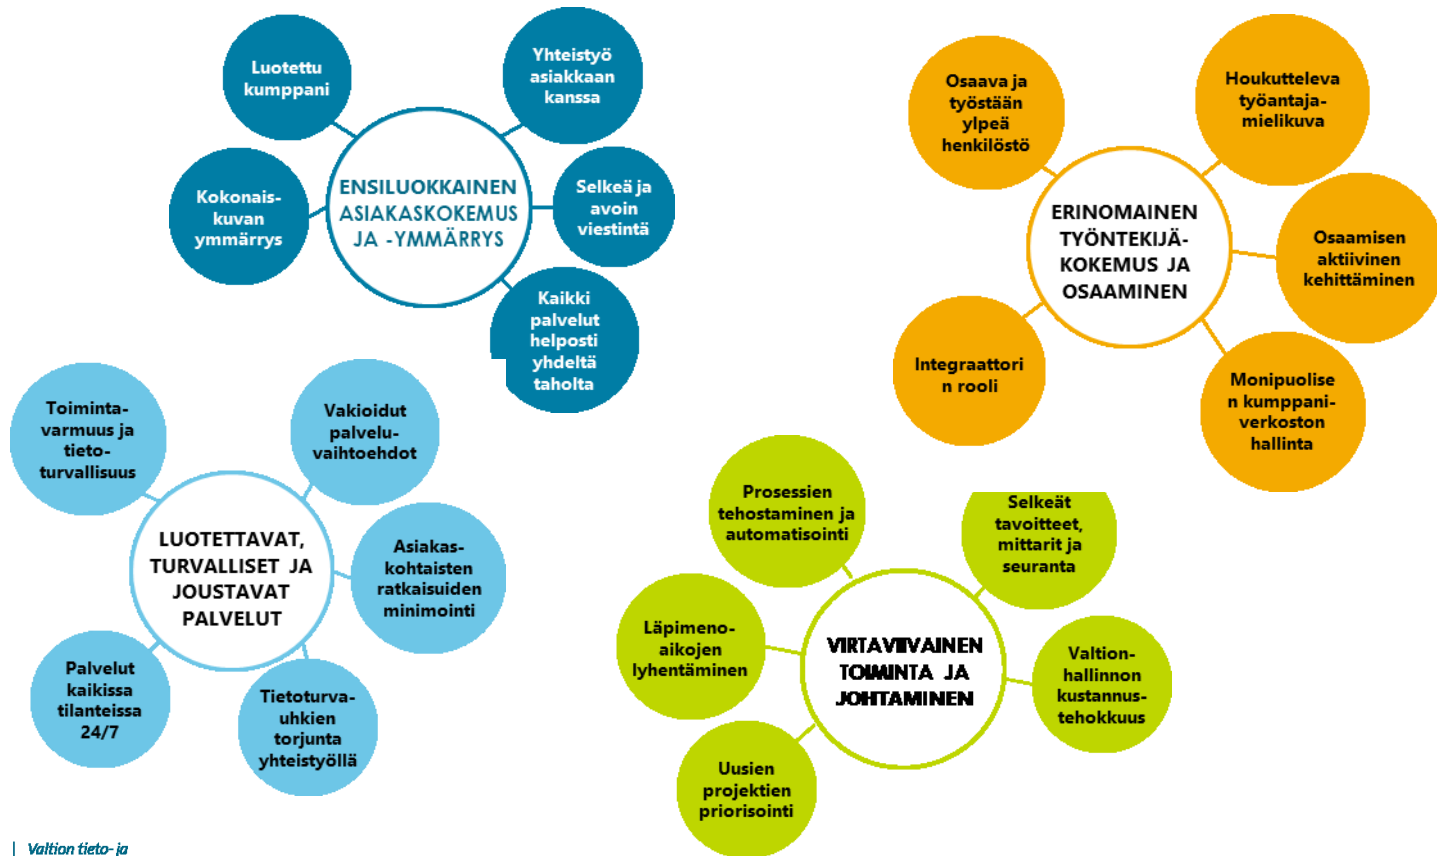 Luotettu
kumppani
Yhteistyö
asiakkaan
kanssa
Kokonais-
kuvan
ymmärrys
ENSILUOKKAINEN
ASIAKASKOKEMUS
JA -YMMÄRRYS
Selkeä ja
avoin
viestintä
Kaikki
palvelut
helposti
yhdeltä
taholta
Osaava ja
työstään
ylpeä
henkilöstö
Houkutteleva
työantaja-
mielikuva
ERINOMAINEN
TYÖNTEKIJÄ-
KOKEMUS JA
OSAAMINEN
Osaamisen
aktiivinen
kehittäminen
Integraattori
n rooli
Monipuolise
n kumppani-
verkoston
hallinta
Toiminta-
varmuus ja
tieto-
turvallisuus
Vakioidut
palvelu-
vaihtoehdot
LUOTETTAVAT,
TURVALLISET JA
JOUSTAVAT
PALVELUT
Asiakas-
kohtaisten
ratkaisuiden
minimointi
Palvelut
kaikissa
tilanteissa
24/7
Tietoturva-
uhkien
torjunta
yhteistyöllä
Prosessien
tehostaminen ja
automatisointi
Selkeät
tavoitteet,
mittarit ja
seuranta
Läpimeno-
aikojen
lyhentäminen
VIRTAVIIVAINEN
TOIMINTA JA
JOHTAMINEN
Valtion-
hallinnon
kustannus-
tehokkuus
Uusien
projektien
priorisointi
| Valtion tieto- ja